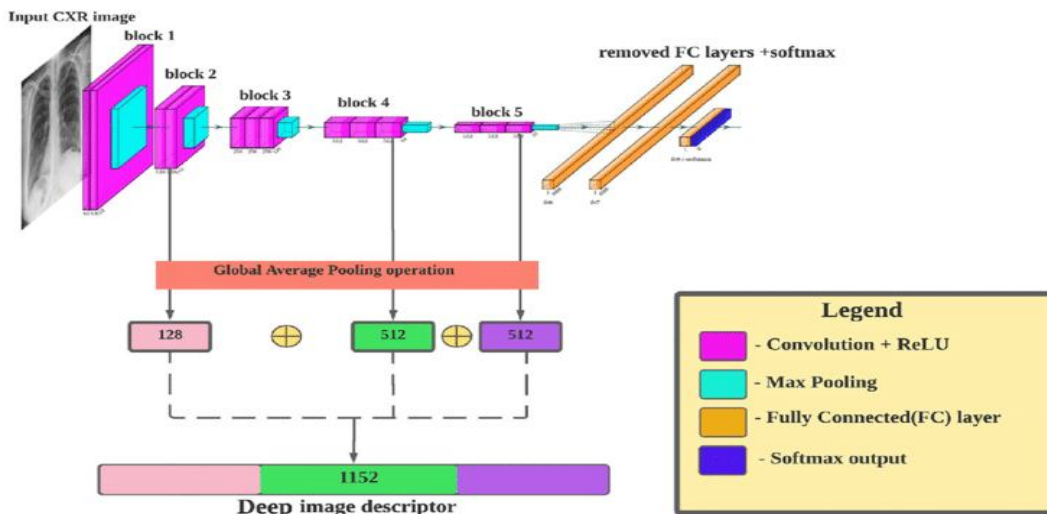 Input CXR image
block 1
block 2
block 3
block 4
block 5
removed FC layers +softmax
Global Average Pooling operation
128
512
512
1152
Deep image descriptor
Legend
- Convolution + ReLU
- Max Pooling
- Fully Connected(FC) layer
- Softmax output